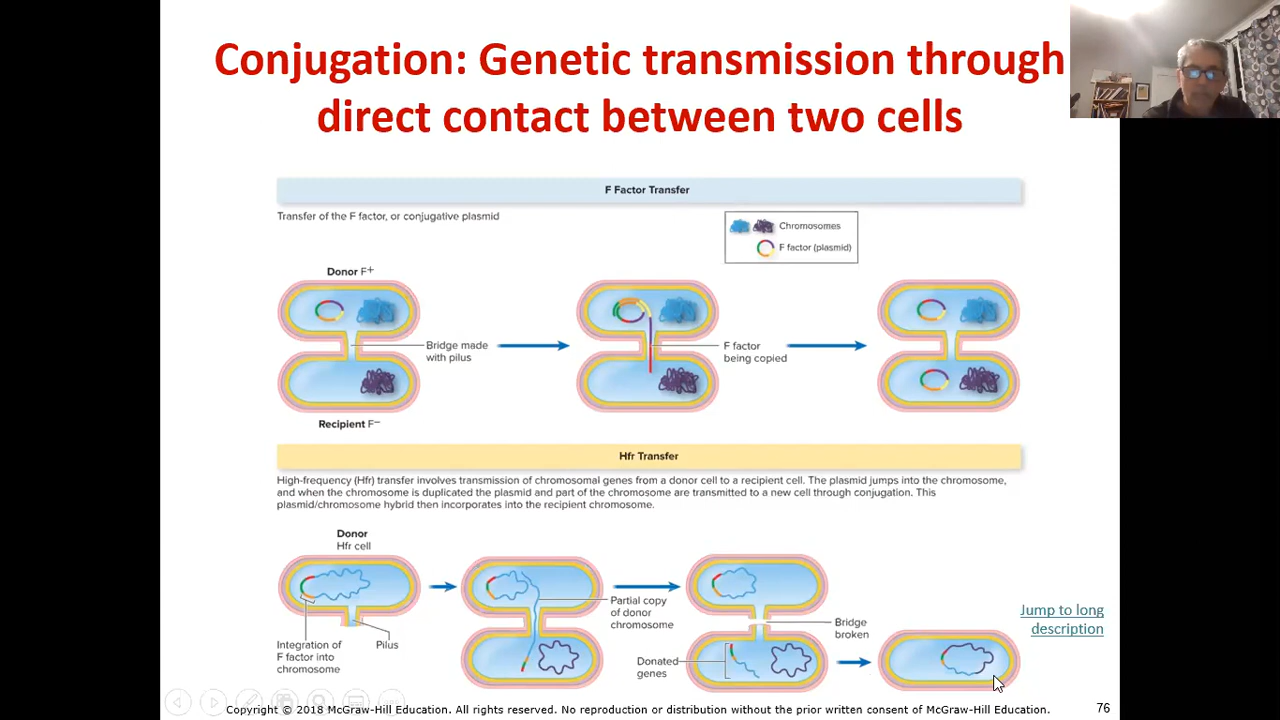 Conjugation: Genetic transmission through
direct contact between two cells
F Factor Transfer
Transfer of the F factor, or conjugative plasmid
Chromosomes
F factor (plasmid)
Donor F+
Bridge made
with pilus
F factor
being copied
Recipient F−
Hfr Transfer
High-frequency (Hfr) transfer involves transmission of chromosomal genes from a donor cell to a recipient cell. The plasmid jumps into the chromosome,
and when the chromosome is duplicated the plasmid and part of the chromosome are transmitted to a new cell through conjugation. This
plasmid/chromosome hybrid then incorporates into the recipient chromosome.
Donor
Hfr cell
Integration of
F factor into
chromosome
Pilus
Partial copy
of donor
chromosome
Donated
genes
Bridge
broken
Jump to long
description
Copyright © 2018 McGraw-Hill Education. All rights reserved. No reproduction or distribution without the prior written consent of McGraw-Hill Education.
76